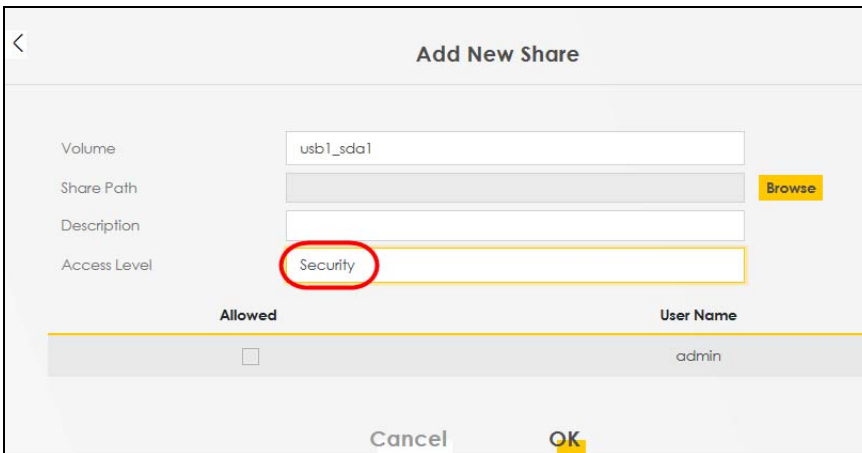 Add New Share
Volume usb1_sda1
Share Path Browse
Description
Access Level Security
Allowed User Name
admin
Cancel OK